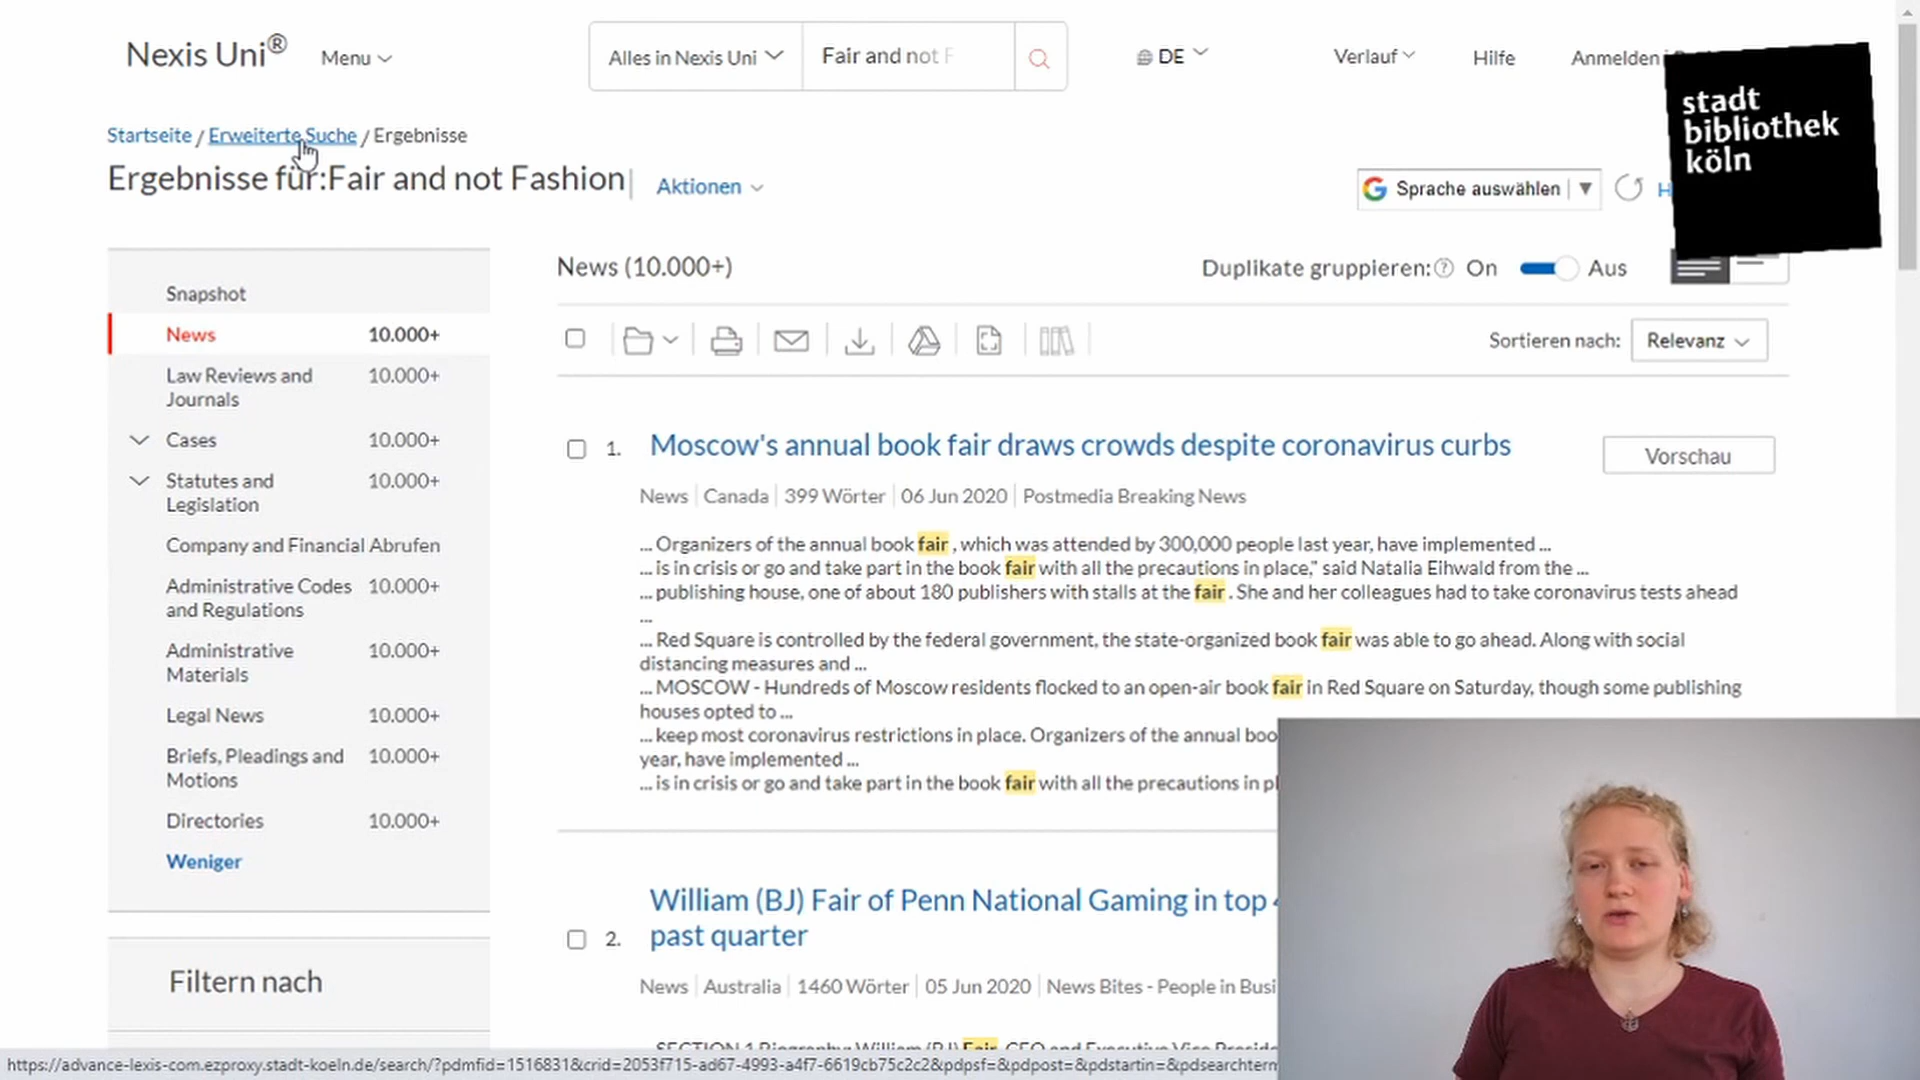 Nexis Uni®
Menu
Alles in Nexis Uni
Fair and not F
DE
Verlauf
Hilfe
Anmelden
stadt
bibliothek
köln
Startseite / Erweiterte Suche / Ergebnisse
Ergebnisse für:Fair and not Fashion
Aktionen
Sprache auswählen
News (10.000+)
Duplikate gruppieren: ? On Aus
Sortieren nach: Relevanz
Snapshot
News 10.000+
Law Reviews and 10.000+
Journals
Cases 10.000+
Statutes and 10.000+
Legislation
Company and Financial Abrufen
Administrative Codes 10.000+
and Regulations
Administrative 10.000+
Materials
Legal News 10.000+
Briefs, Pleadings and 10.000+
Motions
Directories 10.000+
Weniger
Filtern nach
1. Moscow's annual book fair draws crowds despite coronavirus curbs
Vorschau
News | Canada | 399 Wörter | 06 Jun 2020 | Postmedia Breaking News
... Organizers of the annual book fair , which was attended by 300,000 people last year, have implemented ...
... is in crisis or go and take part in the book fair with all the precautions in place," said Natalia Eihwald from the ...
... publishing house, one of about 180 publishers with stalls at the fair . She and her colleagues had to take coronavirus tests ahead
...
... Red Square is controlled by the federal government, the state-organized book fair was able to go ahead. Along with social
distancing measures and ...
... MOSCOW - Hundreds of Moscow residents flocked to an open-air book fair in Red Square on Saturday, though some publishing
houses opted to ...
... keep most coronavirus restrictions in place. Organizers of the annual boo
year, have implemented ...
... is in crisis or go and take part in the book fair with all the precautions in pl
2. William (BJ) Fair of Penn National Gaming in top
past quarter
News | Australia | 1460 Wörter | 05 Jun 2020 | News Bites - People in Busi
SECTION 1 Biography: William (BJ) Fair, CEO and Executive Vice Preside
https://advance-lexis-com.ezproxy.stadt-koeln.de/search/?pdmfid=1516831&crid=2053f715-ad67-4993-a4f7-6619cb75c2c2&pdpsf=&pdpost=&pdstartin=&pdsearchterm